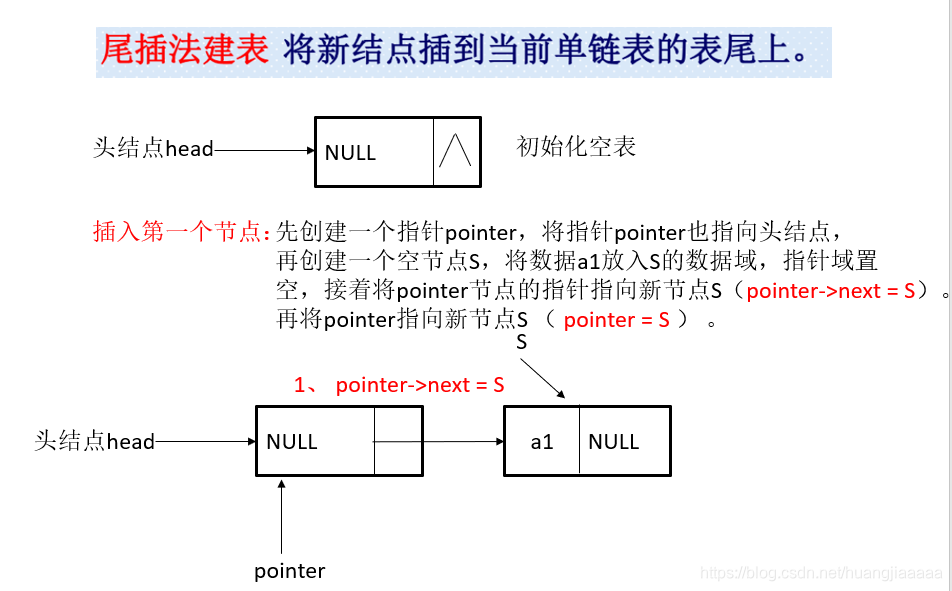 尾插法建表 将新结点插到当前单链表的表尾上。
头结点head
NULL
初始化空表
插入第一个节点：先创建一个指针pointer，将指针pointer也指向头结点，
再创建一个空节点S，将数据a1放入S的数据域，指针域置
空，接着将pointer节点的指针指向新节点S（pointer->next = S）。
再将pointer指向新节点S （ pointer = S ） 。
S
1、 pointer->next = S
头结点head
NULL
a1
NULL
pointer
https://blog.csdn.net/huangjiaaaaa